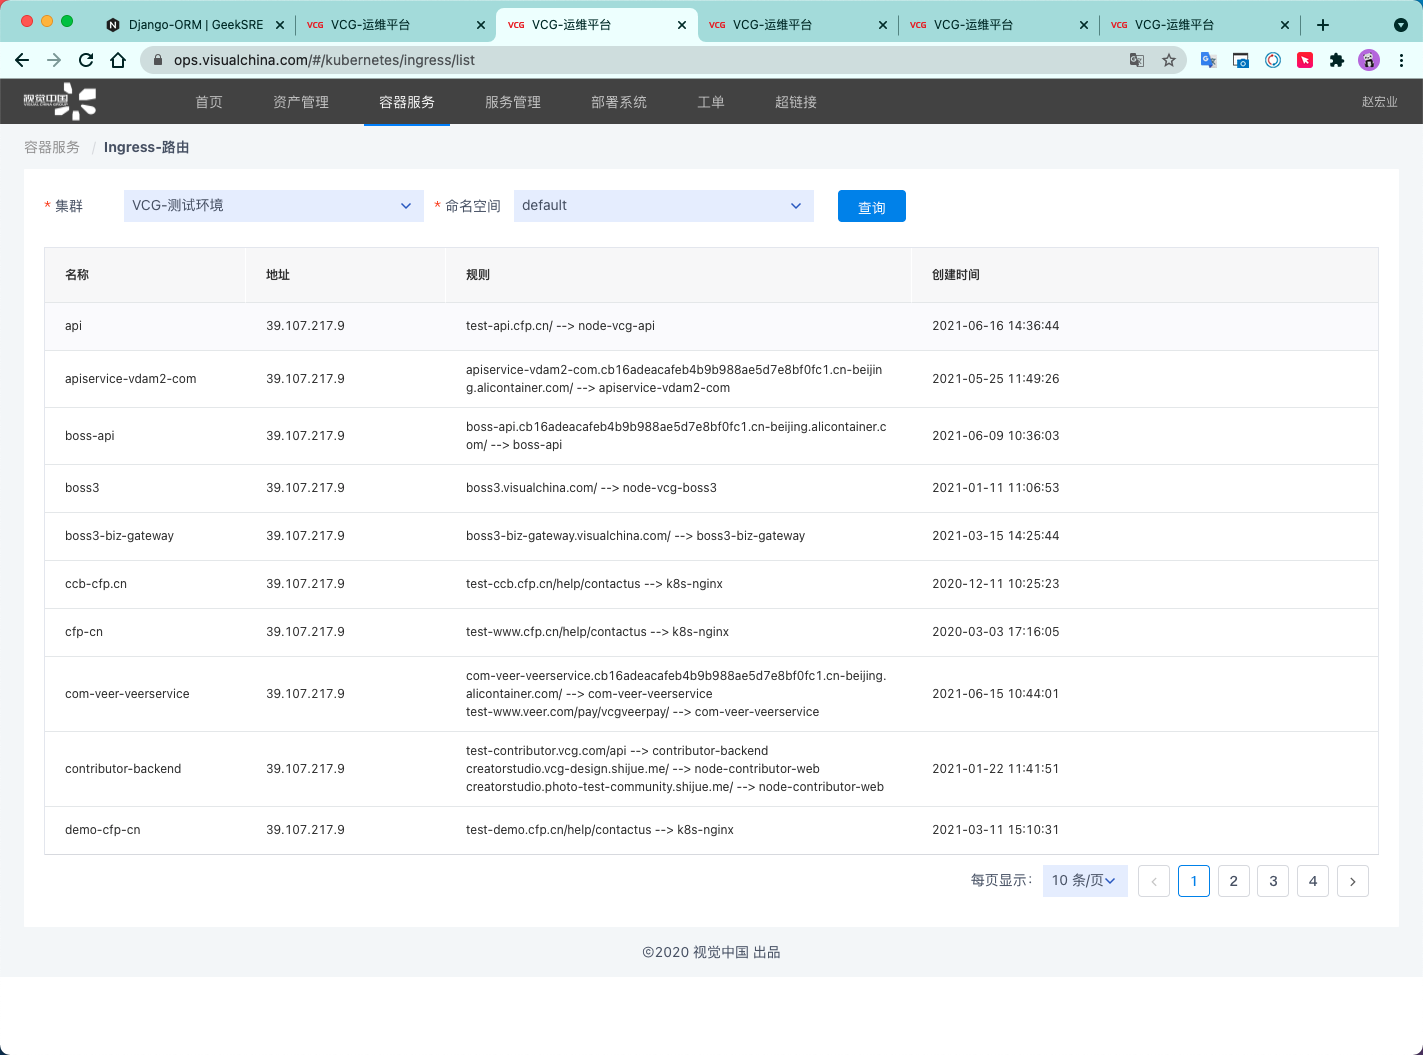 Django-ORM | GeekSRE
VCG VCG-运维平台
VCG VCG-运维平台
VCG VCG-运维平台
VCG VCG-运维平台
VCG VCG-运维平台
ops.visualchina.com/#/kubernetes/ingress/list
视觉中国
VISUAL CHINA GROUP
首页 资产管理 容器服务 服务管理 部署系统 工单 超链接 赵宏业
容器服务 / Ingress-路由
* 集群 VCG-测试环境 * 命名空间 default 查询
名称 地址 规则 创建时间
api 39.107.217.9 test-api.cfp.cn/ --> node-vcg-api 2021-06-16 14:36:44
apiservice-vdam2-com 39.107.217.9 apiservice-vdam2-com.cb16adeacafeb4b9b988ae5d7e8bf0fc1.cn-beijin 2021-05-25 11:49:26
g.alicontainer.com/ --> apiservice-vdam2-com
boss-api 39.107.217.9 boss-api.cb16adeacafeb4b9b988ae5d7e8bf0fc1.cn-beijing.alicontainer.c 2021-06-09 10:36:03
om/ --> boss-api
boss3 39.107.217.9 boss3.visualchina.com/ --> node-vcg-boss3 2021-01-11 11:06:53
boss3-biz-gateway 39.107.217.9 boss3-biz-gateway.visualchina.com/ --> boss3-biz-gateway 2021-03-15 14:25:44
ccb-cfp.cn 39.107.217.9 test-ccb.cfp.cn/help/contactus --> k8s-nginx 2020-12-11 10:25:23
cfp-cn 39.107.217.9 test-www.cfp.cn/help/contactus --> k8s-nginx 2020-03-03 17:16:05
com-veer-veerservice 39.107.217.9 com-veer-veerservice.cb16adeacafeb4b9b988ae5d7e8bf0fc1.cn-beijing. 2021-06-15 10:44:01
alicontainer.com/ --> com-veer-veerservice
test-www.veer.com/pay/vcgveerpay/ --> com-veer-veerservice
contributor-backend 39.107.217.9 test-contributor.vcg.com/api --> contributor-backend 2021-01-22 11:41:51
creatorstudio.vcg-design.shijue.me/ --> node-contributor-web
creatorstudio.photo-test-community.shijue.me/ --> node-contributor-web
demo-cfp-cn 39.107.217.9 test-demo.cfp.cn/help/contactus --> k8s-nginx 2021-03-11 15:10:31
每页显示: 10 条/页 < 1 2 3 4 >
©2020 视觉中国 出品